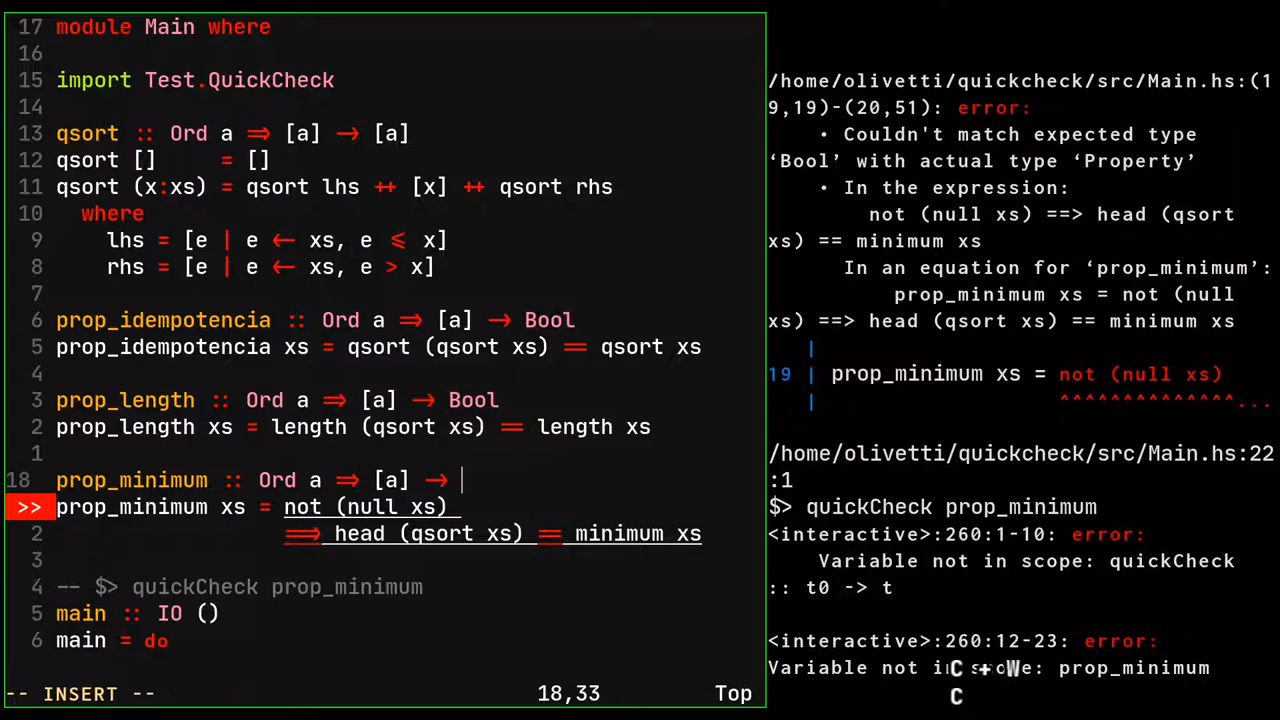 17 module Main where
16
15 import Test.QuickCheck
14
13 qsort :: Ord a => [a] -> [a]
12 qsort []     = []
11 qsort (x:xs) = qsort lhs ++ [x] ++ qsort rhs
10   where
9     lhs = [e | e <- xs, e <= x]
8     rhs = [e | e <- xs, e > x]
7
6 prop_idempotencia :: Ord a => [a] -> Bool
5 prop_idempotencia xs = qsort (qsort xs) == qsort xs
4
3 prop_length :: Ord a => [a] -> Bool
2 prop_length xs = length (qsort xs) == length xs
1
18 prop_minimum :: Ord a => [a] ->
>> prop_minimum xs = not (null xs)
2                   ==> head (qsort xs) == minimum xs
3
4 -- $> quickCheck prop_minimum
5 main :: IO ()
6 main = do
-- INSERT -- 18,33 Top
/home/olivetti/quickcheck/src/Main.hs:(1
9,19)-(20,51): error:
• Couldn't match expected type
‘Bool’ with actual type ‘Property’
• In the expression:
not (null xs) ==> head (qsort
xs) == minimum xs
In an equation for ‘prop_minimum’:
prop_minimum xs = not (null
xs) ==> head (qsort xs) == minimum xs
|
19 | prop_minimum xs = not (null xs)
| ^^^^^^^^^^^^^^...
/home/olivetti/quickcheck/src/Main.hs:22
:1
$> quickCheck prop_minimum
<interactive>:260:1-10: error:
Variable not in scope: quickCheck
:: t0 -> t
<interactive>:260:12-23: error:
Variable not in scope: prop_minimum
C + W
C